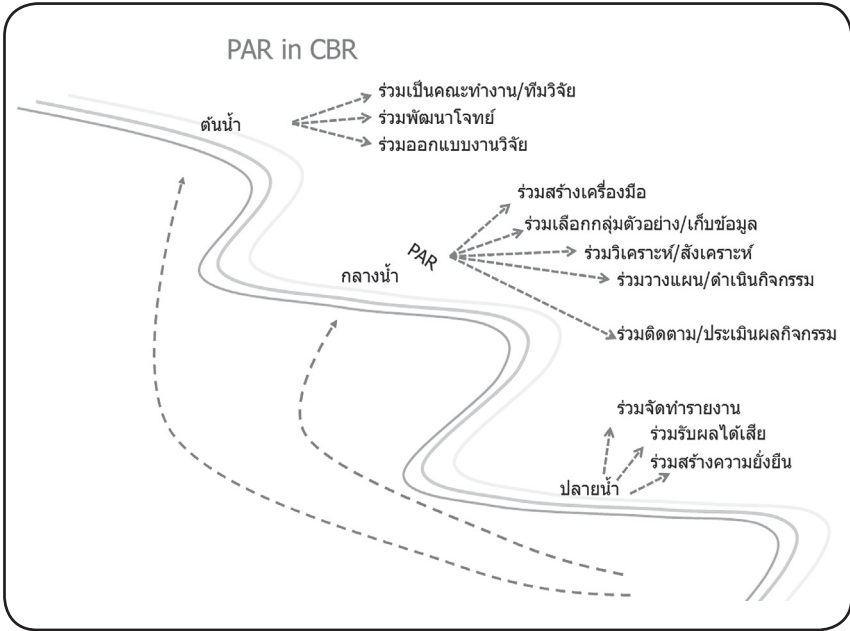 PAR in CBR
ต้นน้ำ
ร่วมเป็นคณะทำงาน/ทีมวิจัย
ร่วมพัฒนาโจทย์
ร่วมออกแบบงานวิจัย
กลางน้ำ
PAR
ร่วมสร้างเครื่องมือ
ร่วมเลือกกลุ่มตัวอย่าง/เก็บข้อมูล
ร่วมวิเคราะห์/สังเคราะห์
ร่วมวางแผน/ดำเนินกิจกรรม
ร่วมติดตาม/ประเมินผลกิจกรรม
ปลายน้ำ
ร่วมจัดทำรายงาน
ร่วมรับผลได้เสีย
ร่วมสร้างความยั่งยืน